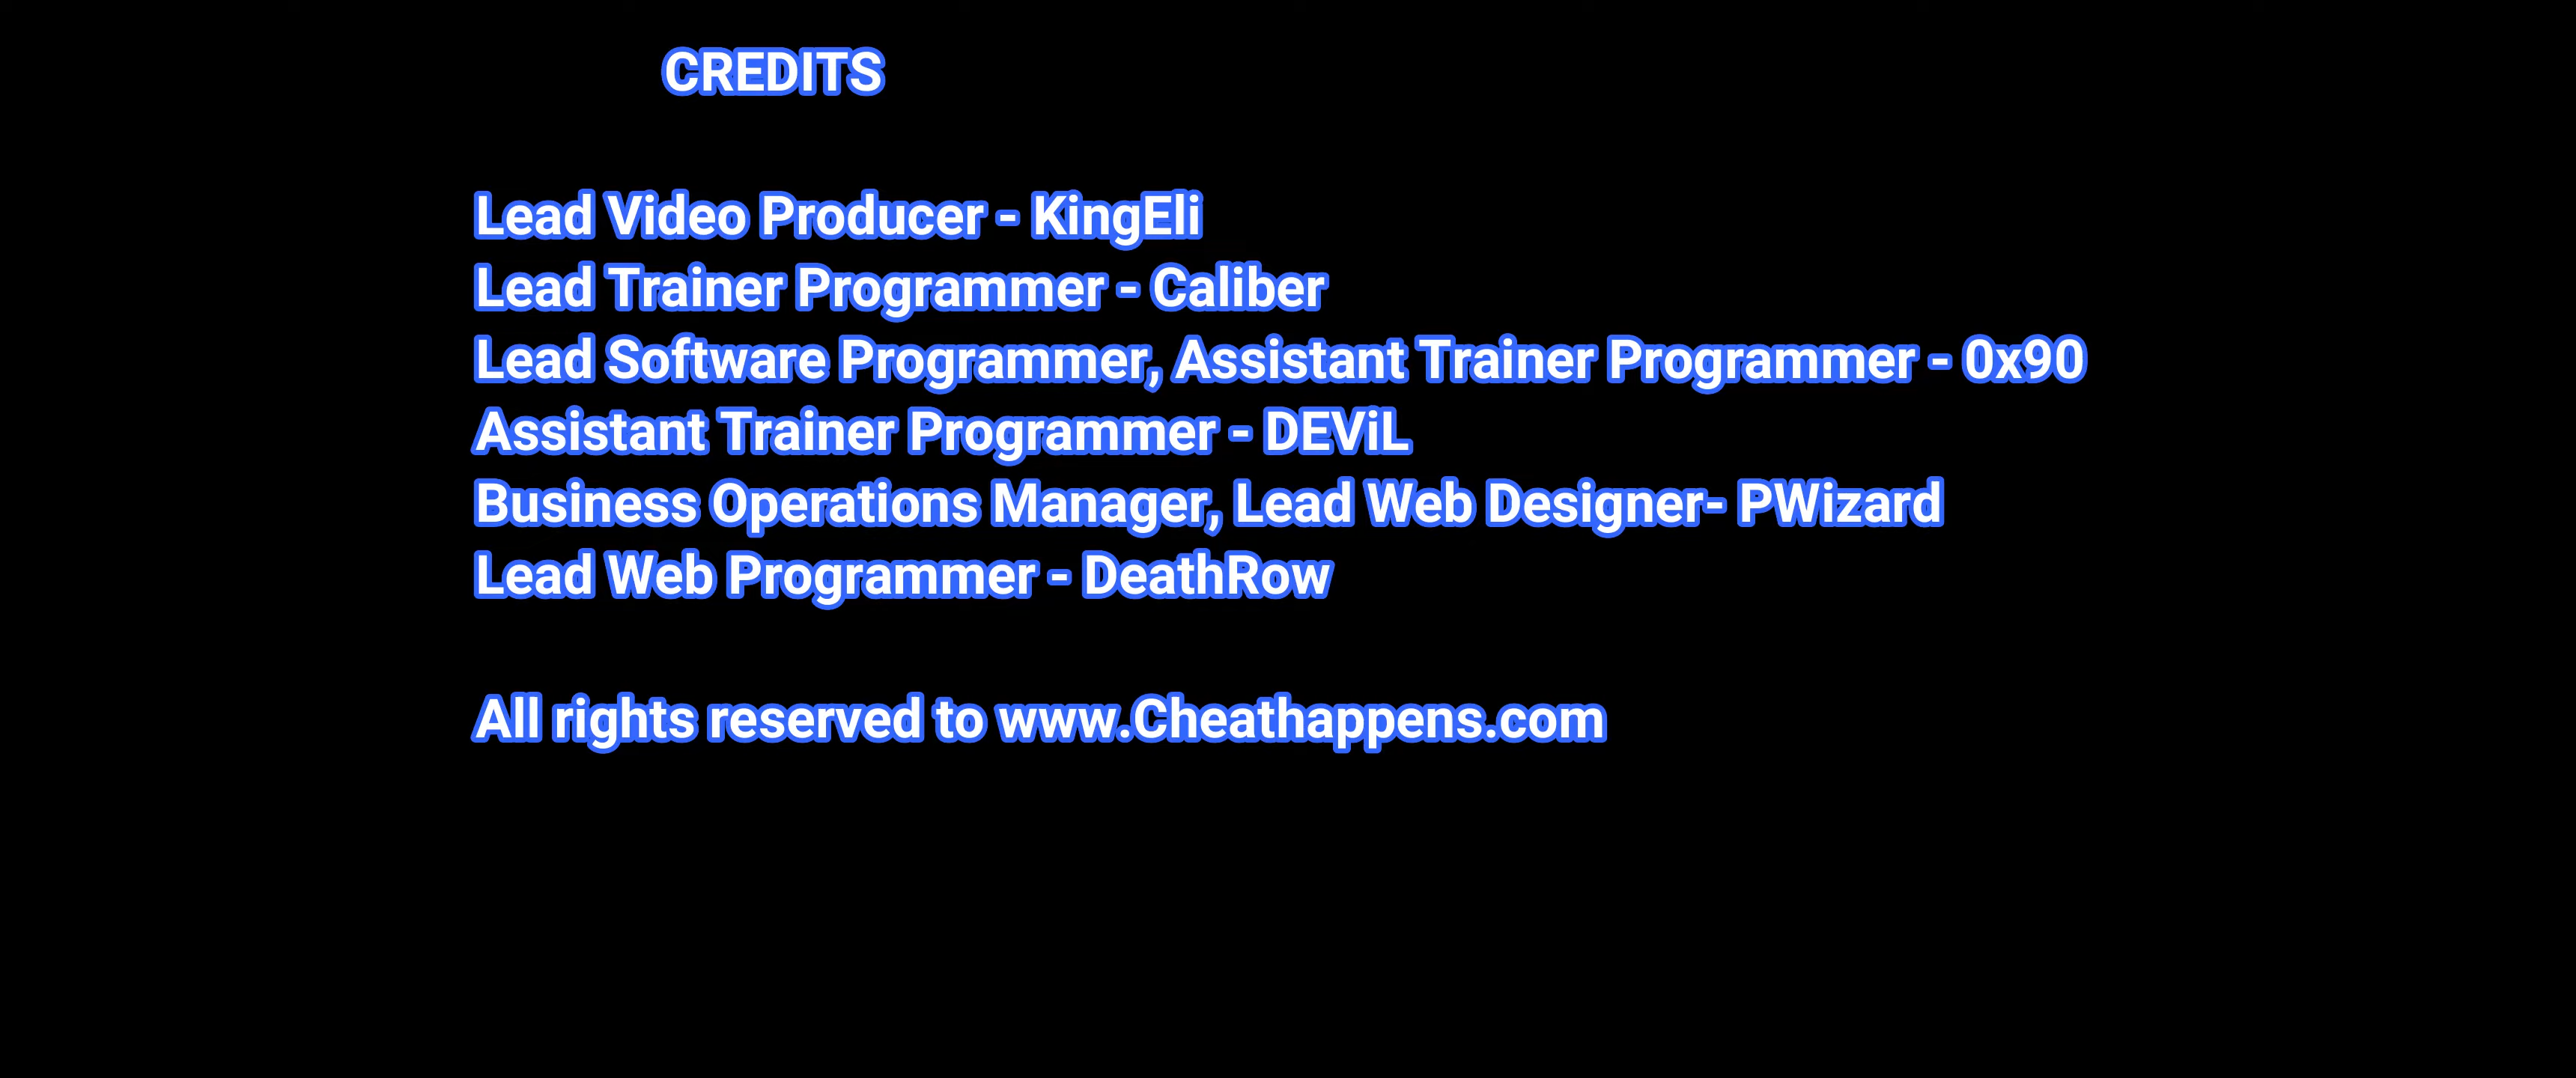 CREDITS
Lead Video Producer - KingEli
Lead Trainer Programmer - Caliber
Lead Software Programmer, Assistant Trainer Programmer - 0x90
Assistant Trainer Programmer - DEViL
Business Operations Manager, Lead Web Designer- PWizard
Lead Web Programmer - DeathRow
All rights reserved to www.Cheathappens.com